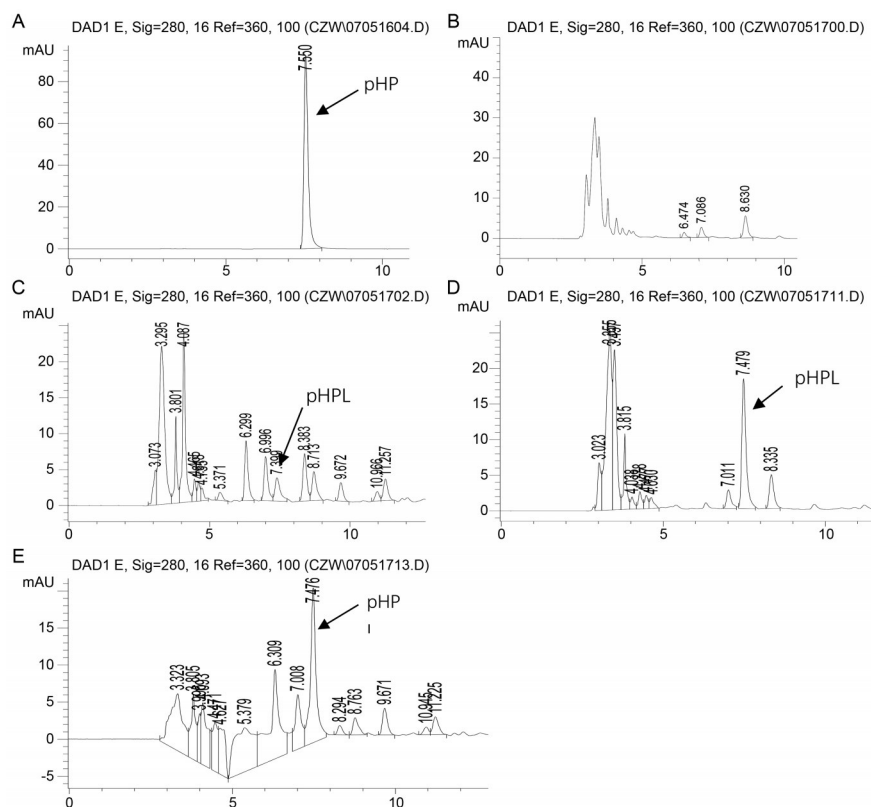 A
DAD1 E, Sig=280, 16 Ref=360, 100 (CZW\07051604.D)
mAU
7.550
pHP
80
60
40
20
0
0 5 10
B
DAD1 E, Sig=280, 16 Ref=360, 100 (CZW\07051700.D)
mAU
50
40
30
20
10
0
6.474
7.086
8.630
0 5 10
C
DAD1 E, Sig=280, 16 Ref=360, 100 (CZW\07051702.D)
mAU
20
15
10
5
0
3.073
3.295
3.801
4.087
5.371
6.299
6.996
pHPL
8.383
8.713
9.672
10.966
11.257
0 5 10
D
DAD1 E, Sig=280, 16 Ref=360, 100 (CZW\07051711.D)
mAU
20
15
10
5
0
3.023
3.815
7.011
7.479
pHPL
8.335
0 5 10
E
DAD1 E, Sig=280, 16 Ref=360, 100 (CZW\07051713.D)
mAU
15
10
5
0
-5
3.323
3.805
4.627
5.379
6.309
7.008
7.476
pHP
8.294
8.763
9.671
10.945
11.225
0 5 10